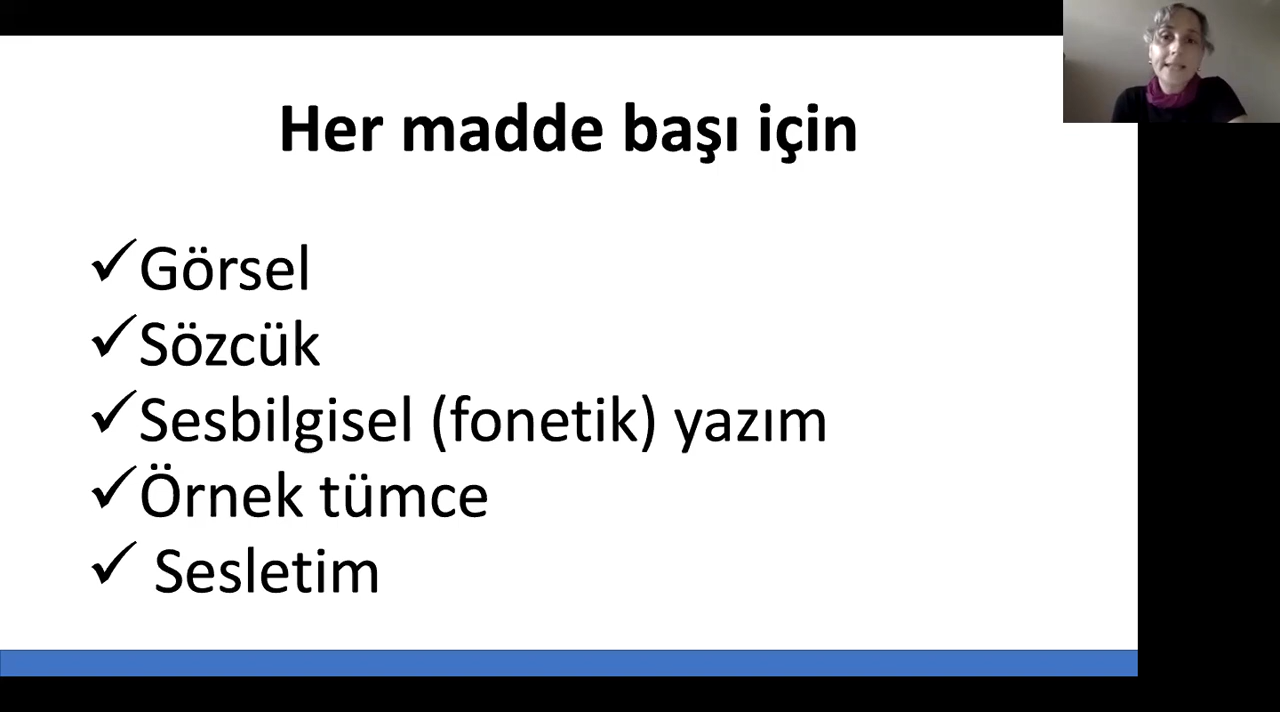 Her madde başı için
✓Görsel
✓Sözcük
✓Sesbilgisel (fonetik) yazım
✓Örnek tümce
✓ Sesletim